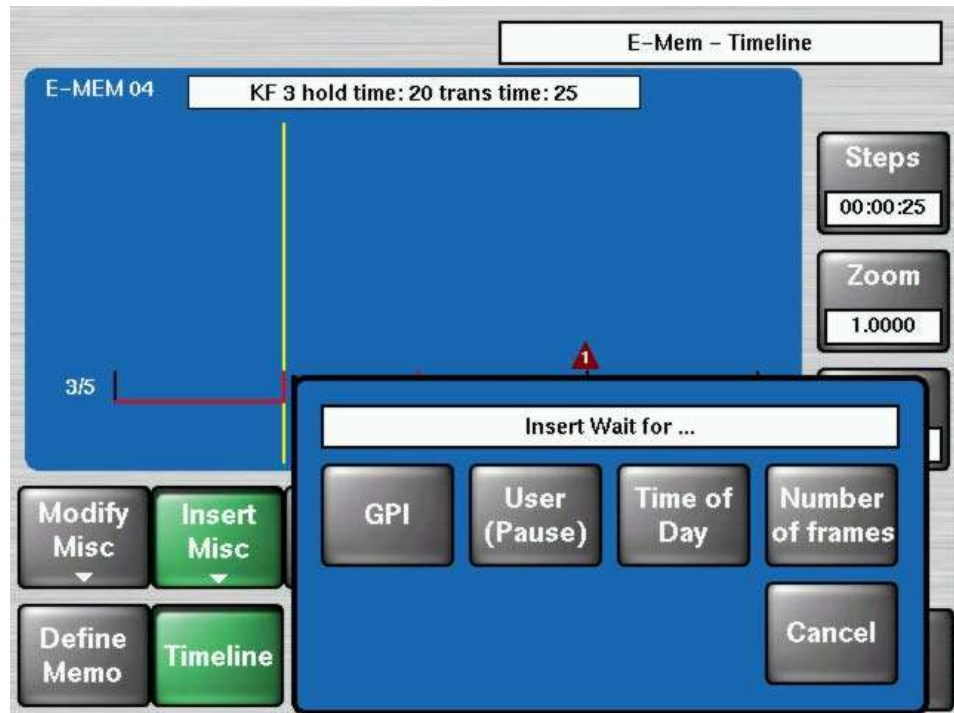 E-Mem - Timeline
E-MEM 04
KF 3 hold time: 20 trans time: 25
Steps
00:00:25
Zoom
1.0000
1
3/5
Insert Wait for ...
GPI
User
(Pause)
Time of
Day
Number
of frames
Cancel
Modify
Misc
Insert
Misc
Define
Memo
Timeline